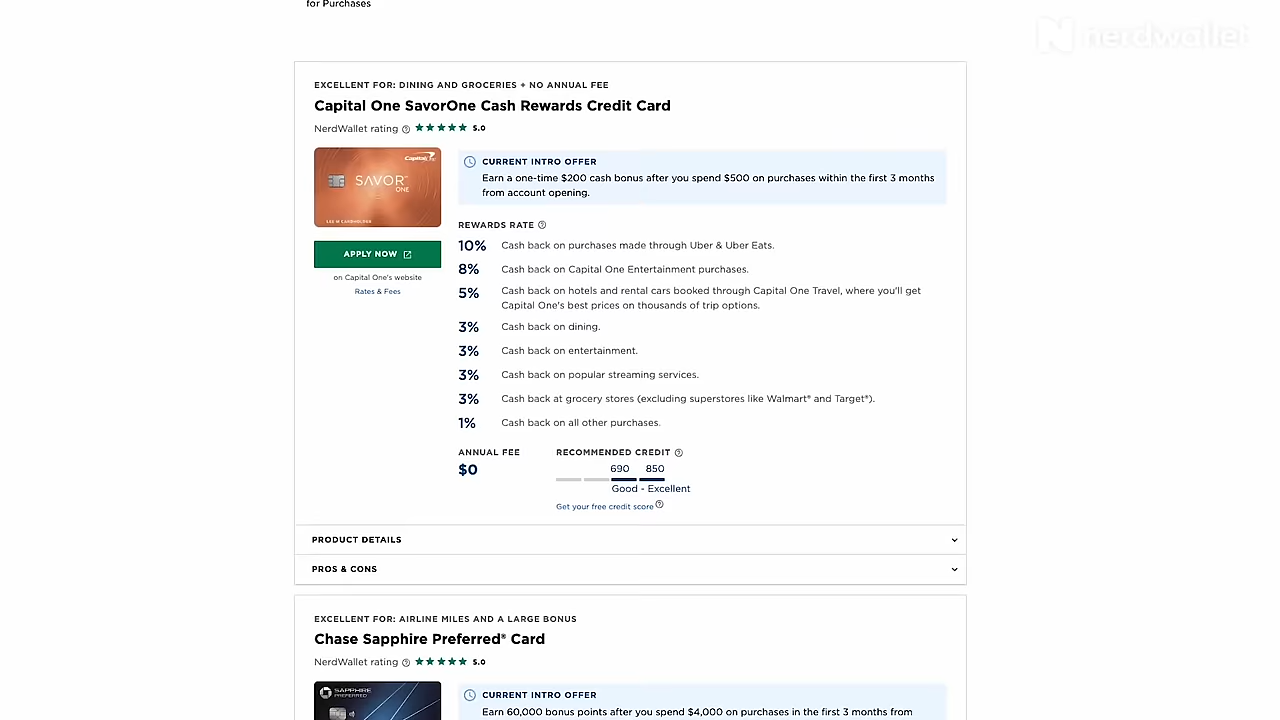 for Purchases
nerdwallet
EXCELLENT FOR: DINING AND GROCERIES + NO ANNUAL FEE
Capital One SavorOne Cash Rewards Credit Card
NerdWallet rating 5.0
Capital One
SAVOR
ONE
LEE M CARDHOLDER
APPLY NOW
on Capital One's website
Rates & Fees
CURRENT INTRO OFFER
Earn a one-time $200 cash bonus after you spend $500 on purchases within the first 3 months
from account opening.
REWARDS RATE
10% Cash back on purchases made through Uber & Uber Eats.
8% Cash back on Capital One Entertainment purchases.
5% Cash back on hotels and rental cars booked through Capital One Travel, where you'll get
Capital One's best prices on thousands of trip options.
3% Cash back on dining.
3% Cash back on entertainment.
3% Cash back on popular streaming services.
3% Cash back at grocery stores (excluding superstores like Walmart® and Target®).
1% Cash back on all other purchases.
ANNUAL FEE
$0
RECOMMENDED CREDIT
690 850
Good - Excellent
Get your free credit score
PRODUCT DETAILS
PROS & CONS
EXCELLENT FOR: AIRLINE MILES AND A LARGE BONUS
Chase Sapphire Preferred® Card
NerdWallet rating 5.0
SAPPHIRE
PREFERRED
CURRENT INTRO OFFER
Earn 60,000 bonus points after you spend $4,000 on purchases in the first 3 months from